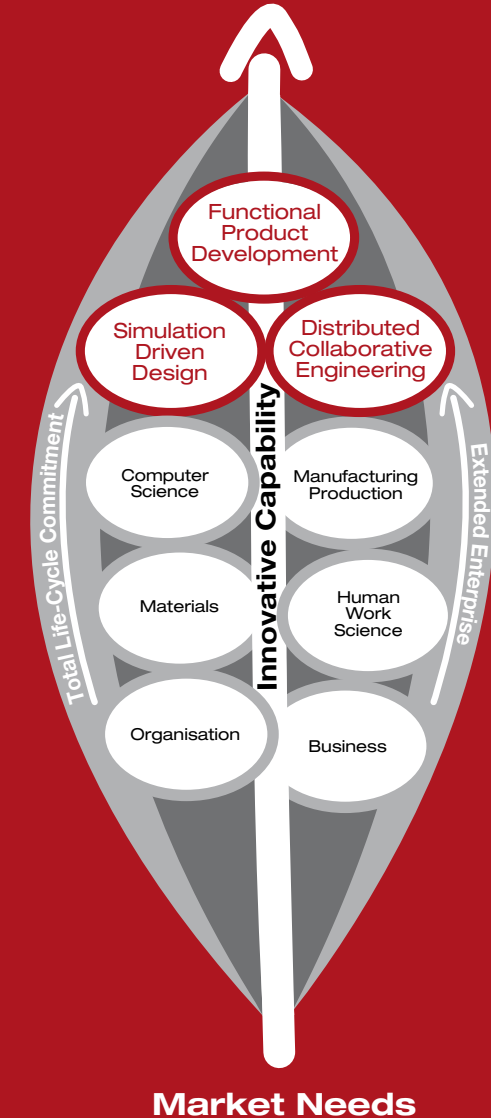 Functional
Product
Development
Simulation
Driven
Design
Distributed
Collaborative
Engineering
Total Life-Cycle Commitment
Innovative Capability
Extended Enterprise
Computer
Science
Manufacturing
Production
Materials
Human
Work
Science
Organisation
Business
Market Needs